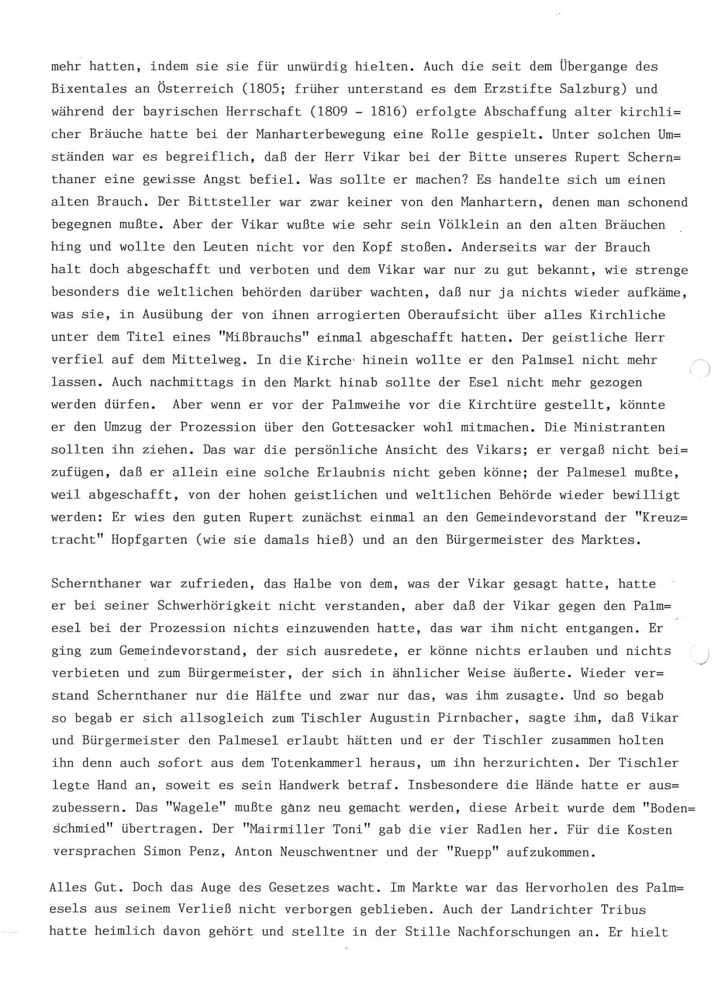 mehr hatten, indem sie sie für unwürdig hielten. Auch die seit dem Übergange des
Bixentales an Österreich (1805; früher unterstand es dem Erzstifte Salzburg) und
während der bayrischen Herrschaft (1809 - 1816) erfolgte Abschaffung alter kirchli=
cher Bräuche hatte bei der Manharterbewegung eine Rolle gespielt. Unter solchen Um=
ständen war es begreiflich, daß der Herr Vikar bei der Bitte unseres Rupert Schern=
thaner eine gewisse Angst befiel. Was sollte er machen? Es handelte sich um einen
alten Brauch. Der Bittsteller war zwar keiner von den Manhartern, denen man schonend
begegnen mußte. Aber der Vikar wußte wie sehr sein Völklein an den alten Bräuchen
hing und wollte den Leuten nicht vor den Kopf stoßen. Anderseits war der Brauch
halt doch abgeschafft und verboten und dem Vikar war nur zu gut bekannt, wie strenge
besonders die weltlichen behörden darüber wachten, daß nur ja nichts wieder aufkäme,
was sie, in Ausübung der von ihnen arrogierten Oberaufsicht über alles Kirchliche
unter dem Titel eines "Mißbrauchs" einmal abgeschafft hatten. Der geistliche Herr
verfiel auf dem Mittelweg. In die Kirche hinein wollte er den Palmsel nicht mehr
lassen. Auch nachmittags in den Markt hinab sollte der Esel nicht mehr gezogen
werden dürfen.  Aber wenn er vor der Palmweihe vor die Kirchtüre gestellt, könnte
er den Umzug der Prozession über den Gottesacker wohl mitmachen. Die Ministranten
sollten ihn ziehen. Das war die persönliche Ansicht des Vikars; er vergaß nicht bei=
zufügen, daß er allein eine solche Erlaubnis nicht geben könne; der Palmesel mußte,
weil abgeschafft, von der hohen geistlichen und weltlichen Behörde wieder bewilligt
werden: Er wies den guten Rupert zunächst einmal an den Gemeindevorstand der "Kreuz=
tracht" Hopfgarten (wie sie damals hieß) und an den Bürgermeister des Marktes.
Schernthaner war zufrieden, das Halbe von dem, was der Vikar gesagt hatte, hatte
er bei seiner Schwerhörigkeit nicht verstanden, aber daß der Vikar gegen den Palm=
esel bei der Prozession nichts einzuwenden hatte, das war ihm nicht entgangen. Er
ging zum Gemeindevorstand, der sich ausredete, er könne nichts erlauben und nichts
verbieten und zum Bürgermeister, der sich in ähnlicher Weise äußerte. Wieder ver=
stand Schernthaner nur die Hälfte und zwar nur das, was ihm zusagte. Und so begab
so begab er sich allsogleich zum Tischler Augustin Pirnbacher, sagte ihm, daß Vikar
und Bürgermeister den Palmesel erlaubt hätten und er der Tischler zusammen holten
ihn denn auch sofort aus dem Totenkammerl heraus, um ihn herzurichten. Der Tischler
legte Hand an, soweit es sein Handwerk betraf. Insbesondere die Hände hatte er aus=
zubessern. Das "Wagele" mußte ganz neu gemacht werden, diese Arbeit wurde dem "Boden=
schmied" übertragen. Der "Mairmiller Toni" gab die vier Radlen her. Für die Kosten
versprachen Simon Penz, Anton Neuschwentner und der "Ruepp" aufzukommen.
Alles Gut. Doch das Auge des Gesetzes wacht. Im Markte war das Hervorholen des Palm=
esels aus seinem Verließ nicht verborgen geblieben. Auch der Landrichter Tribus
hatte heimlich davon gehört und stellte in der Stille Nachforschungen an. Er hielt